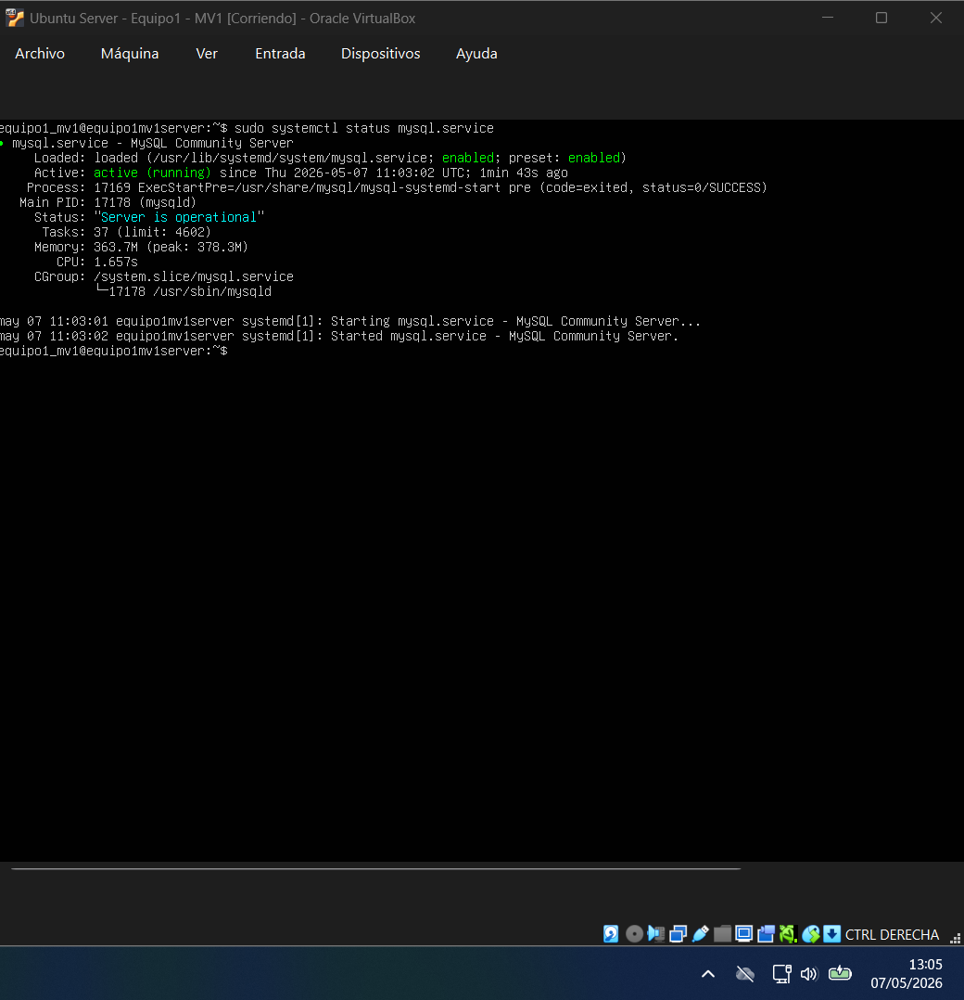 Ubuntu Server - Equipo1 - MV1 [Corriendo] - Oracle VirtualBox
Archivo Máquina Ver Entrada Dispositivos Ayuda
equipo1_mv1@equipo1mv1server:~$ sudo systemctl status mysql.service
● mysql.service - MySQL Community Server
Loaded: loaded (/usr/lib/systemd/system/mysql.service; enabled; preset: enabled)
Active: active (running) since Thu 2026-05-07 11:03:02 UTC; 1min 43s ago
Process: 17169 ExecStartPre=/usr/share/mysql/mysql-systemd-start pre (code=exited, status=0/SUCCESS)
Main PID: 17178 (mysqld)
Status: "Server is operational"
Tasks: 37 (limit: 4602)
Memory: 363.7M (peak: 378.3M)
CPU: 1.657s
CGroup: /system.slice/mysql.service
└─17178 /usr/sbin/mysqld
may 07 11:03:01 equipo1mv1server systemd[1]: Starting mysql.service - MySQL Community Server...
may 07 11:03:02 equipo1mv1server systemd[1]: Started mysql.service - MySQL Community Server.
equipo1_mv1@equipo1mv1server:~$
CTRL DERECHA
13:05
07/05/2026